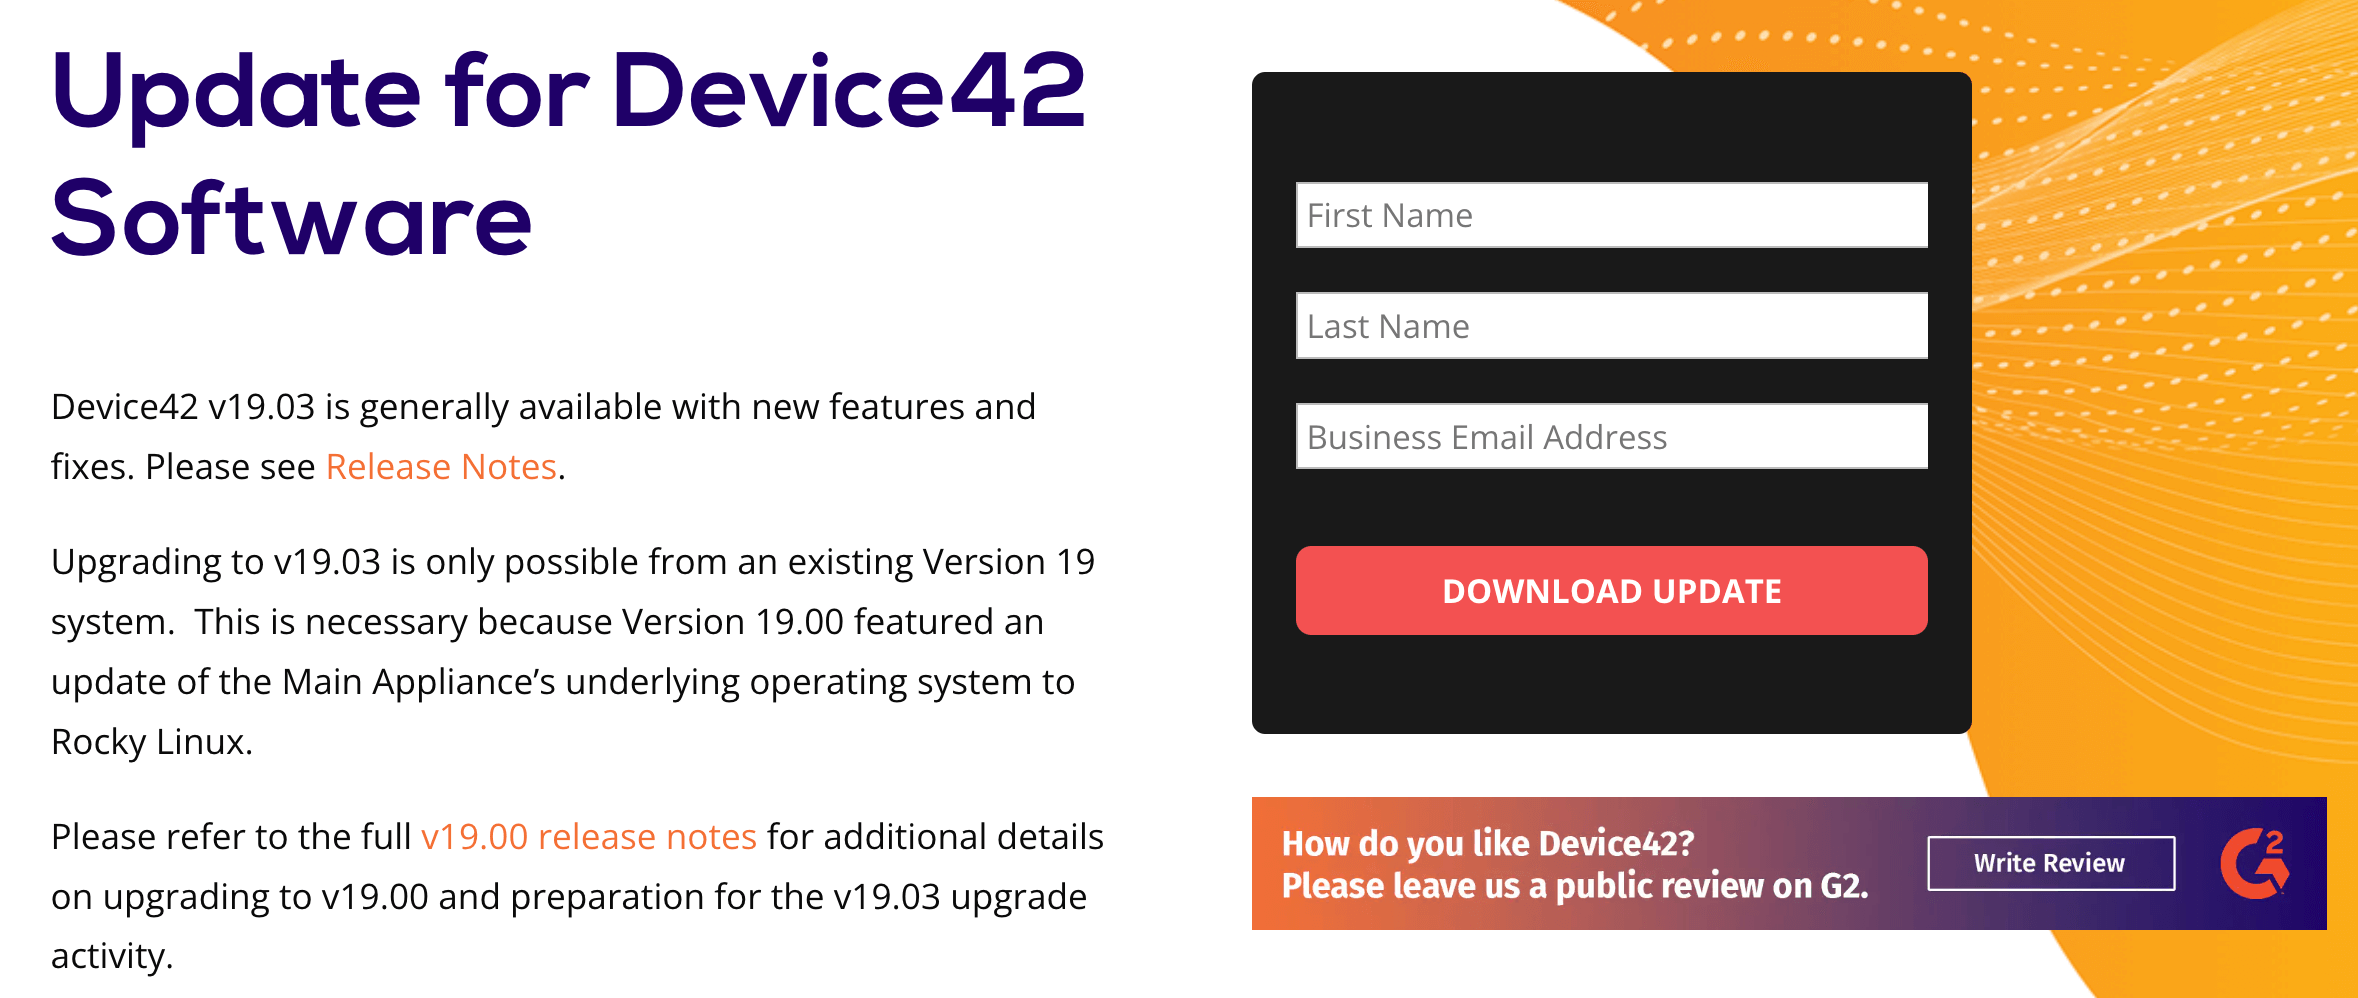 Update for Device42
Software
Device42 v19.03 is generally available with new features and
fixes. Please see Release Notes.
Upgrading to v19.03 is only possible from an existing Version 19
system.  This is necessary because Version 19.00 featured an
update of the Main Appliance’s underlying operating system to
Rocky Linux.
Please refer to the full v19.00 release notes for additional details
on upgrading to v19.00 and preparation for the v19.03 upgrade
activity.
First Name
Last Name
Business Email Address
DOWNLOAD UPDATE
How do you like Device42?
Please leave us a public review on G2.
Write Review
G2